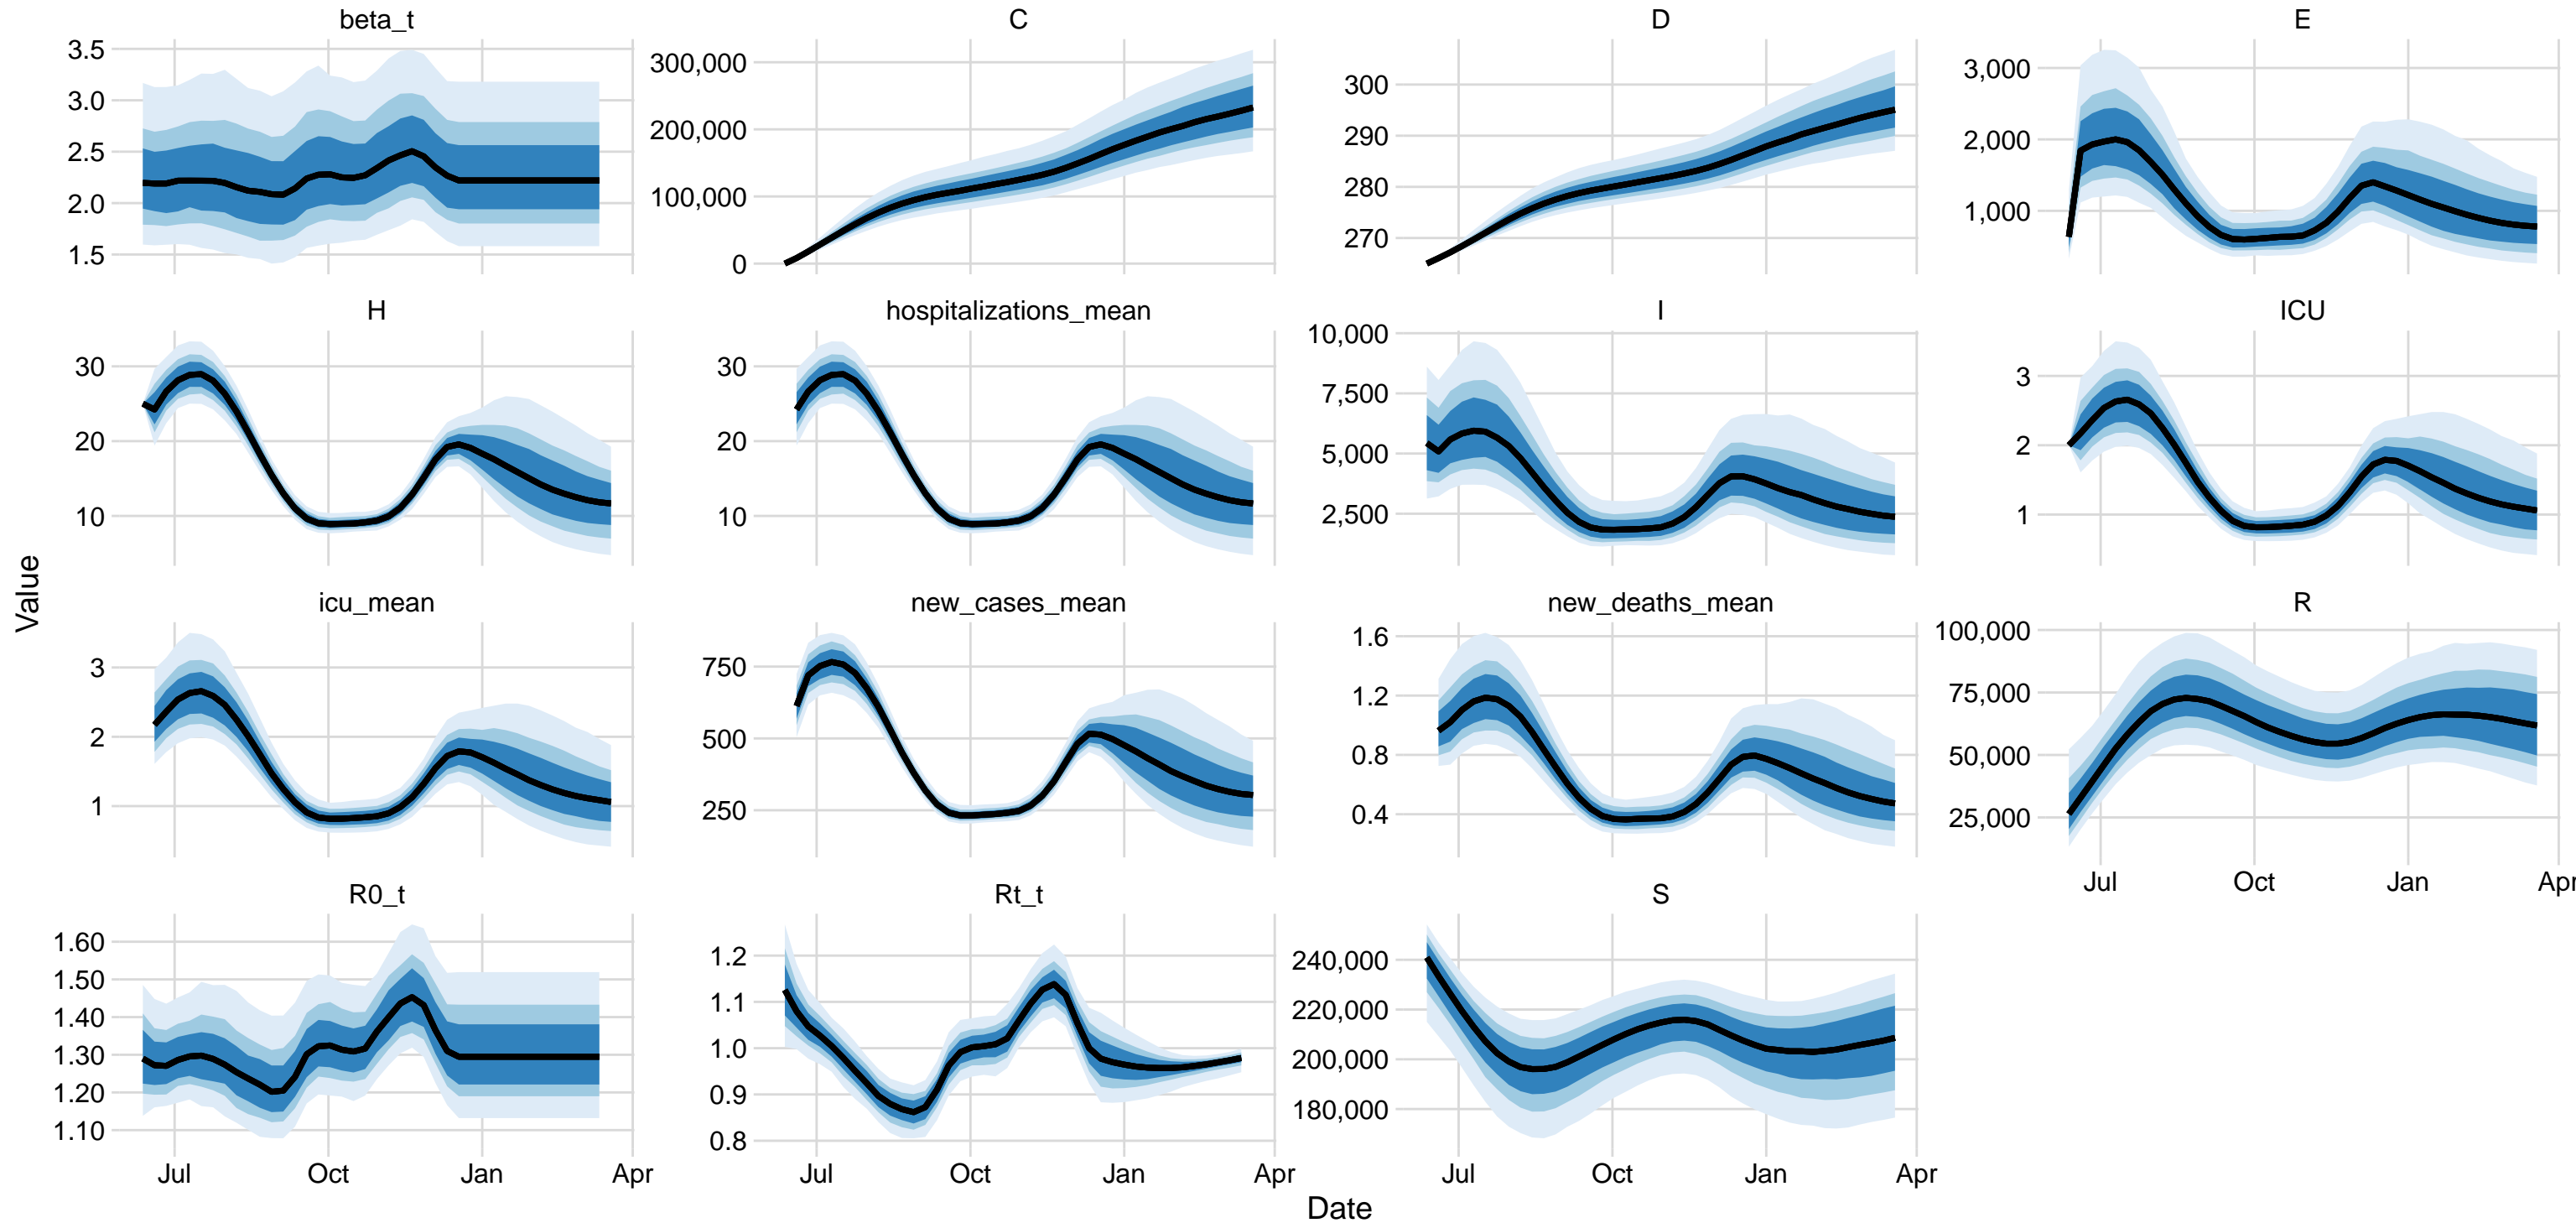 beta_t
3.5
3.0
2.5
2.0
1.5
C
300,000
200,000
100,000
0
D
300
290
280
270
E
3,000
2,000
1,000
H
30
20
10
hospitalizations_mean
30
20
10
I
10,000
7,500
5,000
2,500
ICU
3
2
1
Value
icu_mean
3
2
1
new_cases_mean
750
500
250
new_deaths_mean
1.6
1.2
0.8
0.4
R
100,000
75,000
50,000
25,000
Jul Oct Jan Apr
R0_t
1.60
1.50
1.40
1.30
1.20
1.10
Jul Oct Jan Apr
Rt_t
1.2
1.1
1.0
0.9
0.8
Jul Oct Jan Apr
S
240,000
220,000
200,000
180,000
Jul Oct Jan Apr
Date